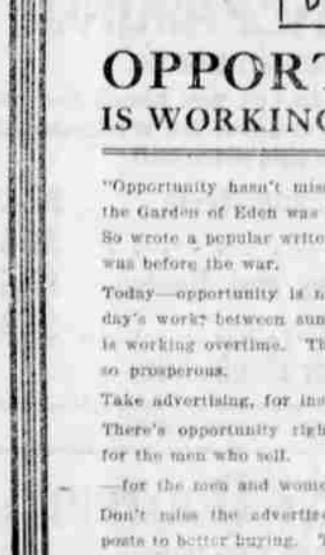 OPPORT
IS WORKING
"Opportunity hasn't mis
the Garden of Eden was
So wrote a popular write
was before the war.
Today—opportunity is n
day's work? between sun
is working overtime. Th
so prosperous.
Take advertising, for ins
There's opportunity righ
for the men who sell.
—for the men and wome
Don't miss the advertise
posts to better buying.